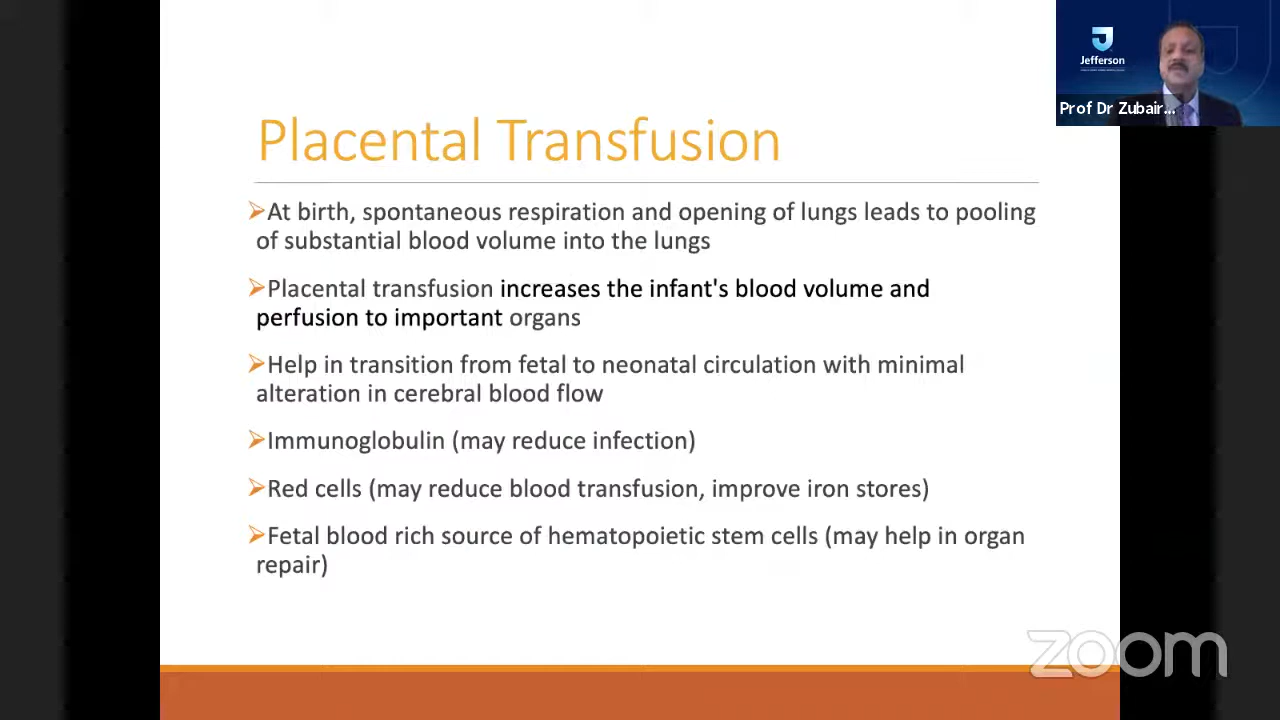 Placental Transfusion
➢At birth, spontaneous respiration and opening of lungs leads to pooling
of substantial blood volume into the lungs
➢Placental transfusion increases the infant's blood volume and
perfusion to important organs
➢Help in transition from fetal to neonatal circulation with minimal
alteration in cerebral blood flow
➢Immunoglobulin (may reduce infection)
➢Red cells (may reduce blood transfusion, improve iron stores)
➢Fetal blood rich source of hematopoietic stem cells (may help in organ
repair)
Jefferson
Prof Dr Zubair...
zoom